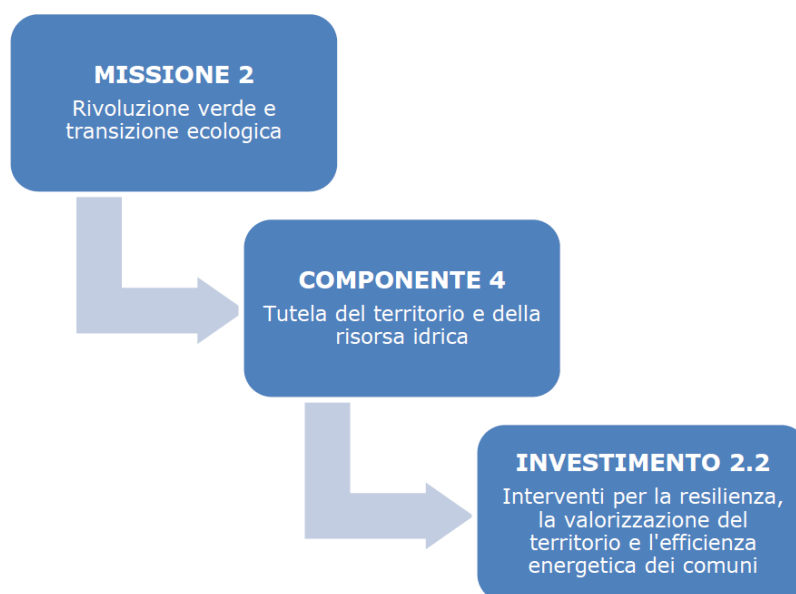 MISSIONE 2
Rivoluzione verde e
transizione ecologica
COMPONENTE 4
Tutela del territorio e della
risorsa idrica
INVESTIMENTO 2.2
Interventi per la resilienza,
la valorizzazione del
territorio e l'efficienza
energetica dei comuni